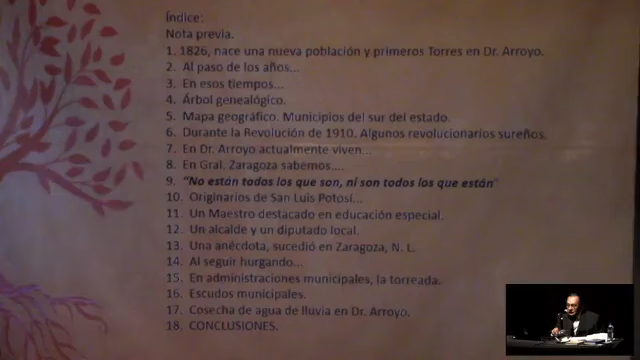 Índice:
Nota previa.
1. 1826, nace una nueva población y primeros Torres en Dr. Arroyo.
2. Al paso de los años...
3. En esos tiempos...
4. Árbol genealógico.
5. Mapa geográfico. Municipios del sur del estado.
6. Durante la Revolución de 1910. Algunos revolucionarios sureños.
7. En Dr. Arroyo actualmente viven...
8. En Gral. Zaragoza sabemos....
9. "No están todos los que son, ni son todos los que están"
10. Originarios de San Luis Potosí...
11. Un Maestro destacado en educación especial.
12. Un alcalde y un diputado local.
13. Una anécdota, sucedió en Zaragoza, N. L.
14. Al seguir hurgando...
15. En administraciones municipales, la torreada.
16. Escudos municipales.
17. Cosecha de agua de lluvia en Dr. Arroyo.
18. CONCLUSIONES.